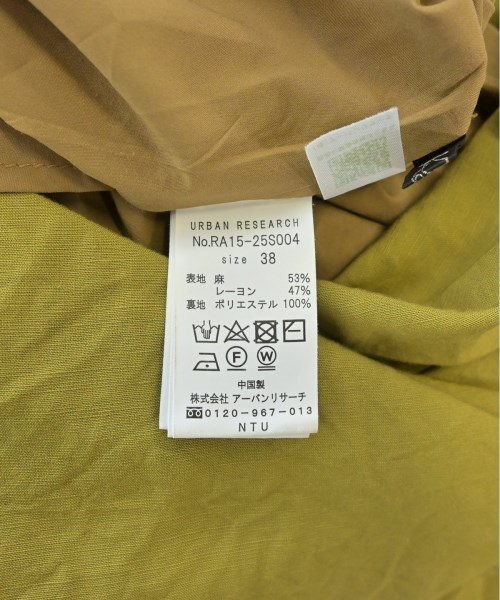 URBAN RESEARCH
No.RA15-25S004
size 38
表地 麻 53%
レーヨン 47%
裏地 ポリエステル 100%
中国製
株式会社 アーバンリサーチ
0120-967-013
NTU